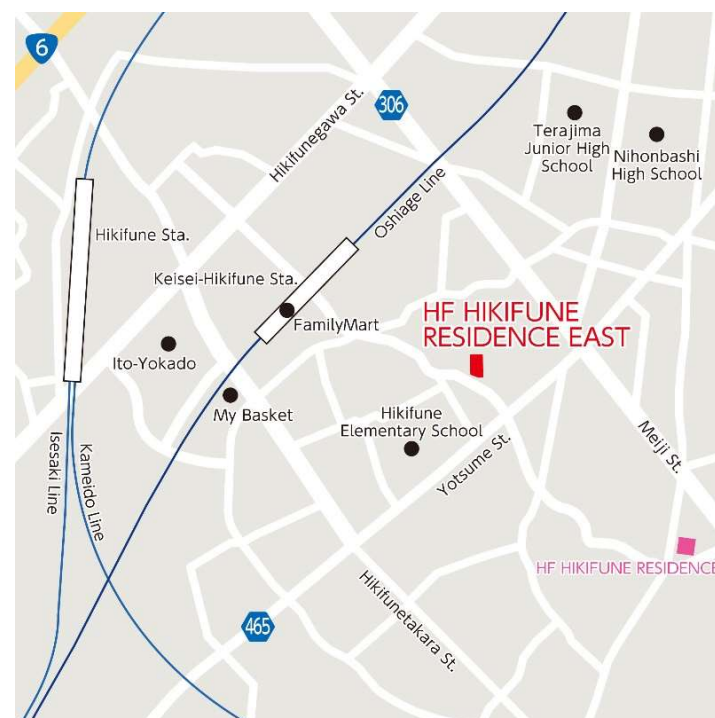 6
Hikifunegawa St.
306
Terajima
Junior High
School
Nihonbashi
High School
Oshiage Line
Hikifune Sta.
Keisei-Hikifune Sta.
FamilyMart
HF HIKIFUNE
RESIDENCE EAST
Ito-Yokado
My Basket
Hikifune
Elementary School
Yotsume St.
Meiji St.
Isesaki Line
Kameido Line
HF HIKIFUNE RESIDENCE
Hikifunetakara St.
465